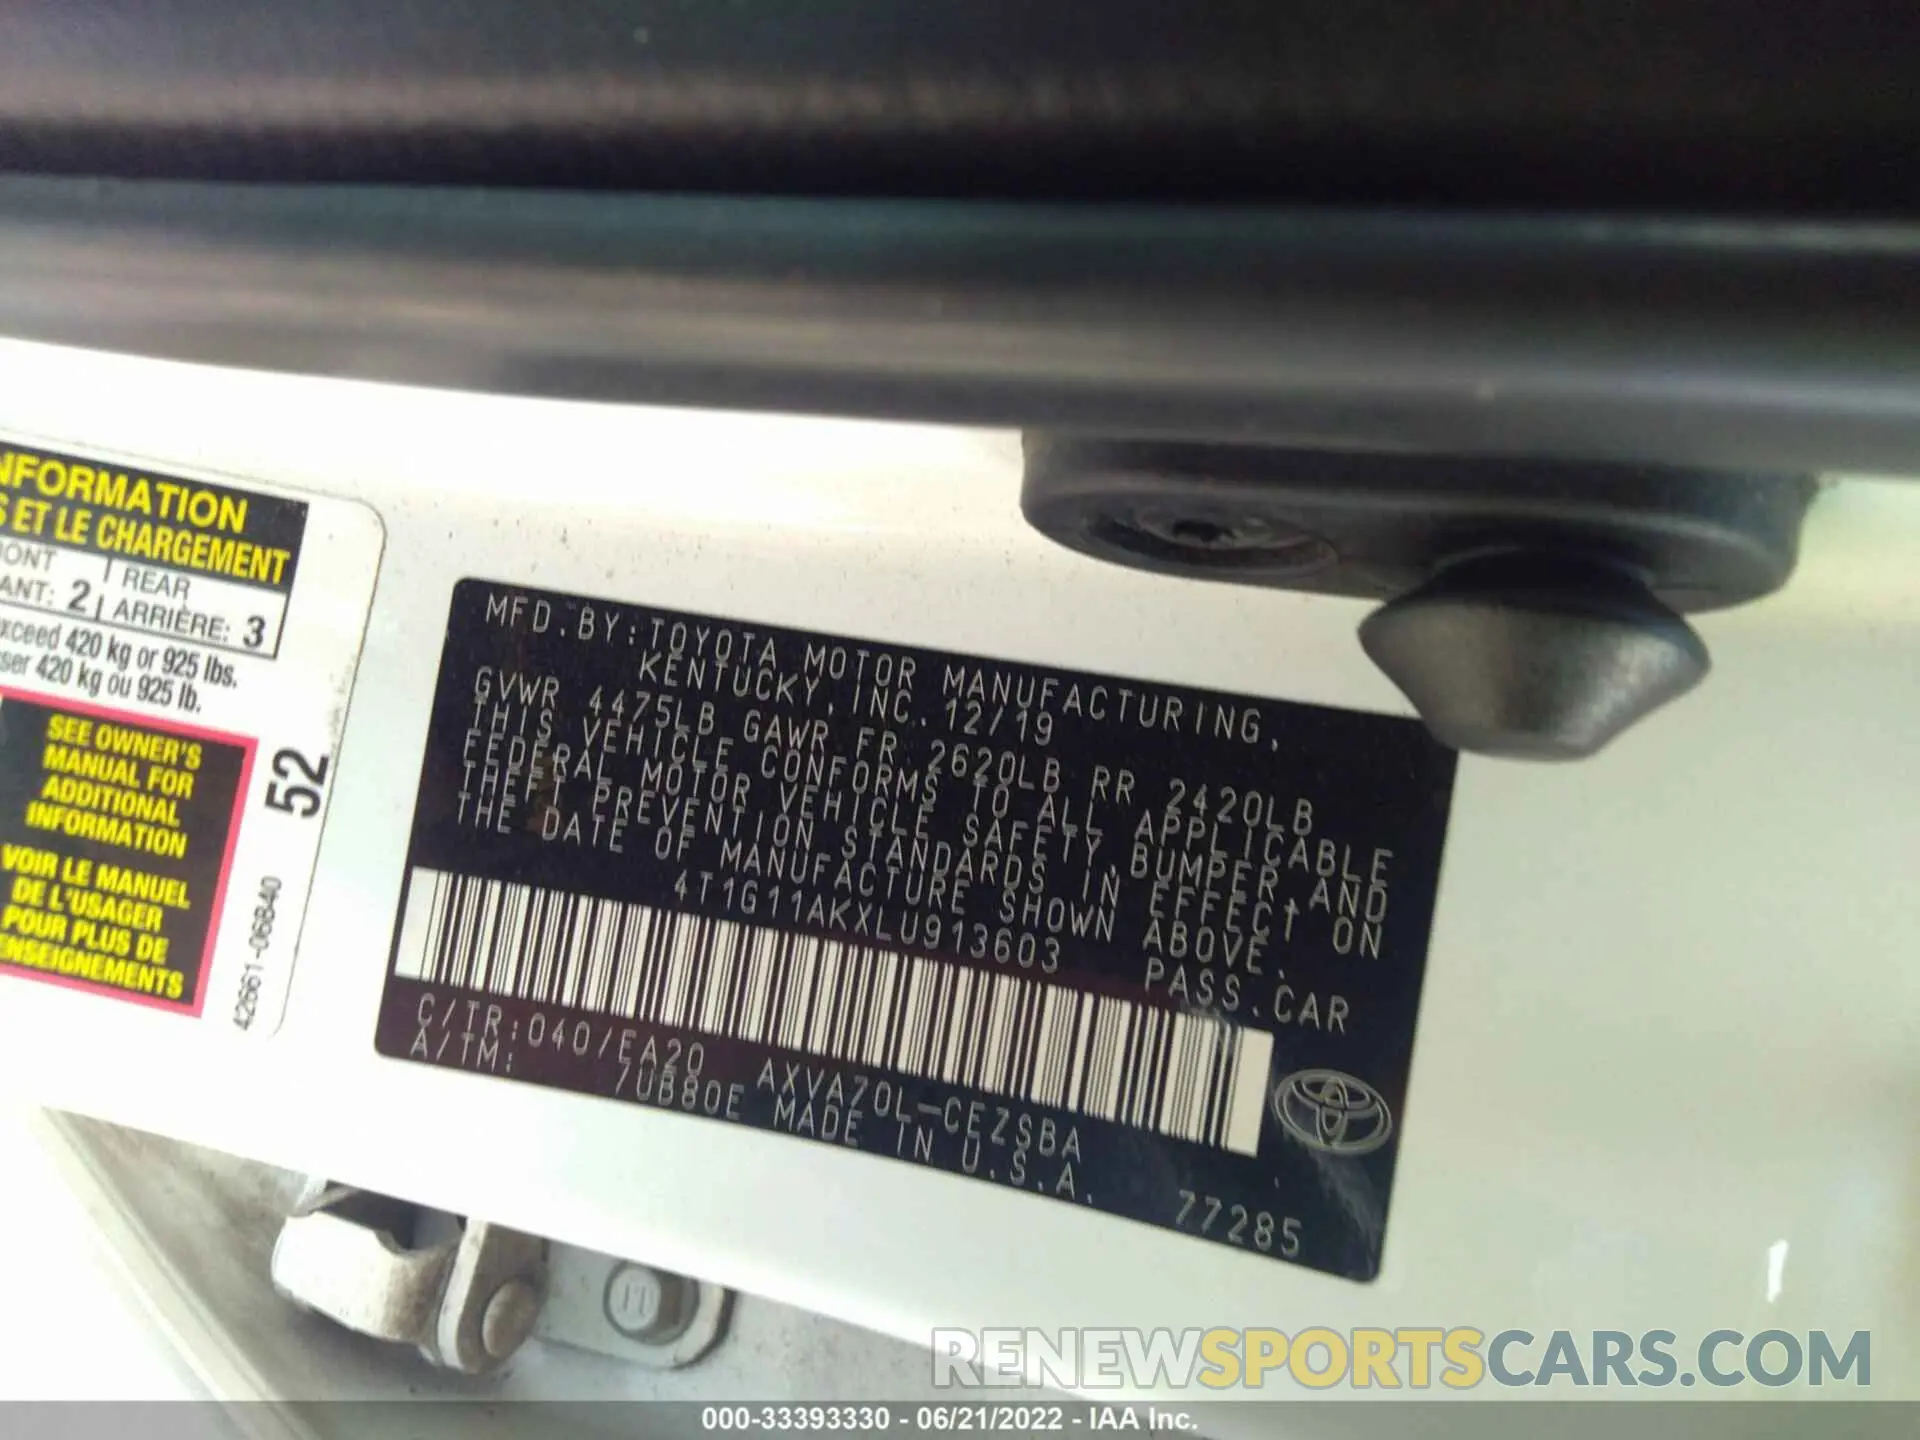 NFORMATION
S ET LE CHARGEMENT
ONT REAR
ANT: 2 ARRIÈRE: 3
xceed 420 kg or 925 lbs.
ser 420 kg ou 925 lb.
SEE OWNER'S
MANUAL FOR
ADDITIONAL
INFORMATION
VOIR LE MANUEL
DE L'USAGER
POUR PLUS DE
ENSEIGNEMENTS
52
42661-06840
MFD.BY:TOYOTA MOTOR MANUFACTURING,
KENTUCKY, INC. 12/19
GVWR 4475LB GAWR FR 2620LB RR 2420LB
THIS VEHICLE CONFORMS TO ALL APPLICABLE
FEDERAL MOTOR VEHICLE SAFETY,BUMPER,AND
THEFT PREVENTION STANDARDS IN EFFECT ON
THE DATE OF MANUFACTURE SHOWN ABOVE.
4T1G11AKXLU913603 PASS.CAR
C/TR:040/EA20 AXVA70L-CEZSBA
A/TM: 7UB80E MADE IN U.S.A.
77285
RENEWSPORTSCARS.COM
000-33393330 - 06/21/2022 - IAA Inc.